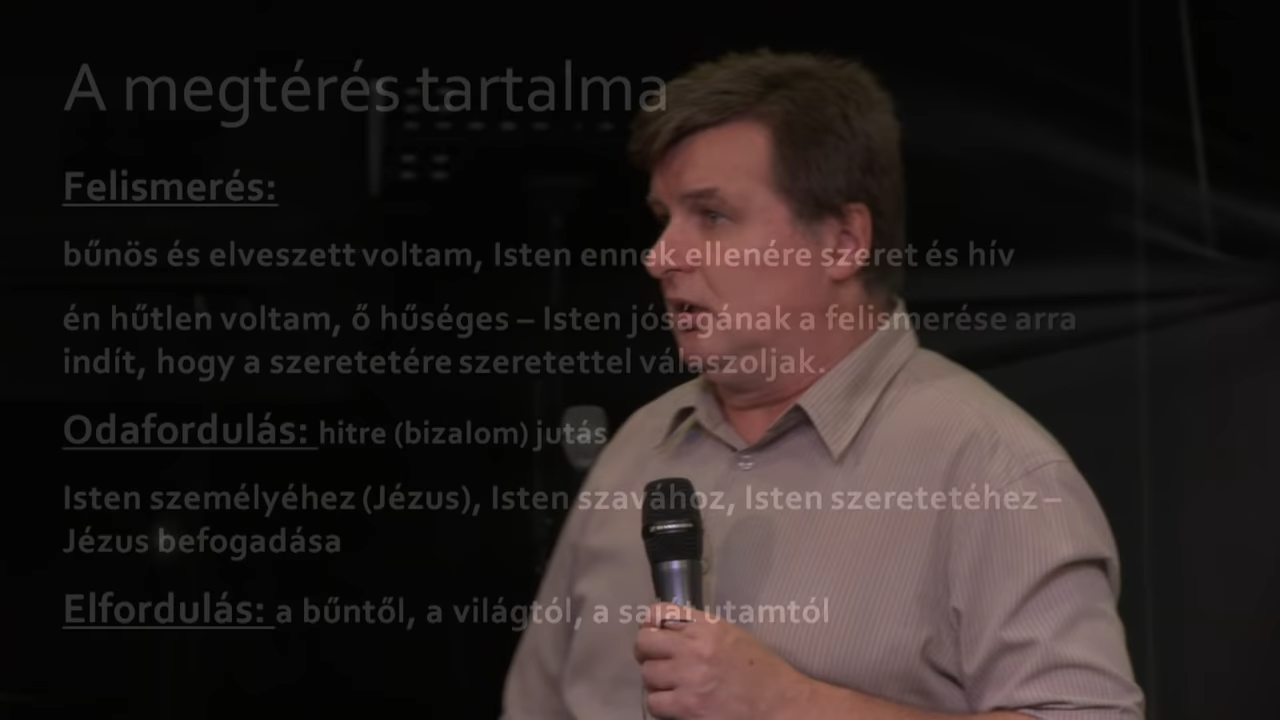 A megtérés tartalma
Felismerés:
bűnös és elveszett voltam, Isten ennek ellenére szeret és hív
én hűtlen voltam, ő hűséges – Isten jóságának a felismerése arra
indít, hogy a szeretetére szeretettel válaszoljak.
Odafordulás: hitre (bizalom) jutás
Isten személyéhez (Jézus), Isten szavához, Isten szeretetéhez –
Jézus befogadása
Elfordulás: a bűntől, a világtól, a saját utamtól